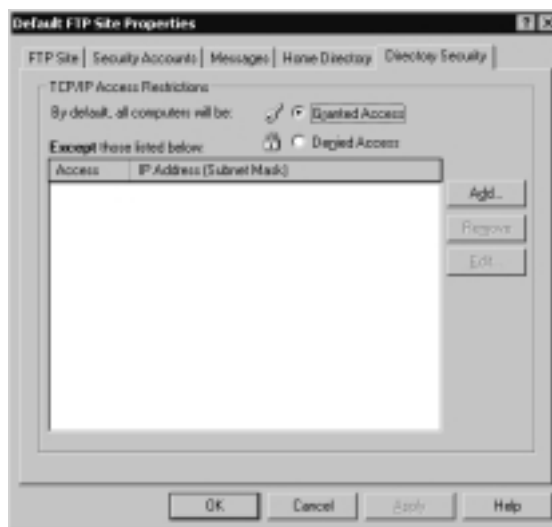 Default FTP Site Properties
FTP Site Security Accounts Messages Home Directory Directory Security
TCP/IP Access Restrictions
By default, all computers will be: Granted Access
Except those listed below: Denied Access
Access IP Address (Subnet Mask)
Add...
Remove
Edit...
OK Cancel Apply Help